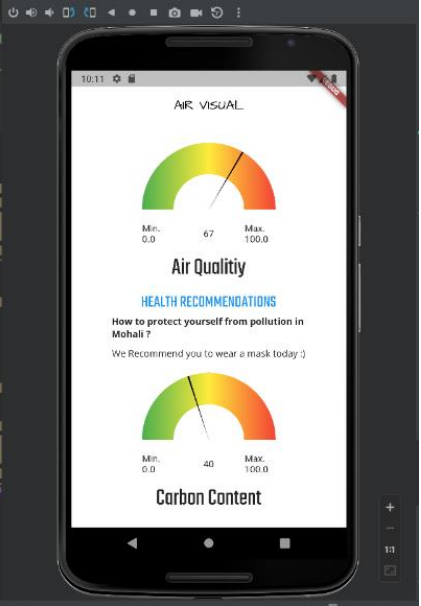 10:11
DEBUG
AIR VISUAL
Min. Max.
0.0 67 100.0
Air Qualitiy
HEALTH RECOMMENDATIONS
How to protect yourself from pollution in
Mohali ?
We Recommend you to wear a mask today :)
Min. Max.
0.0 40 100.0
Carbon Content
1:1